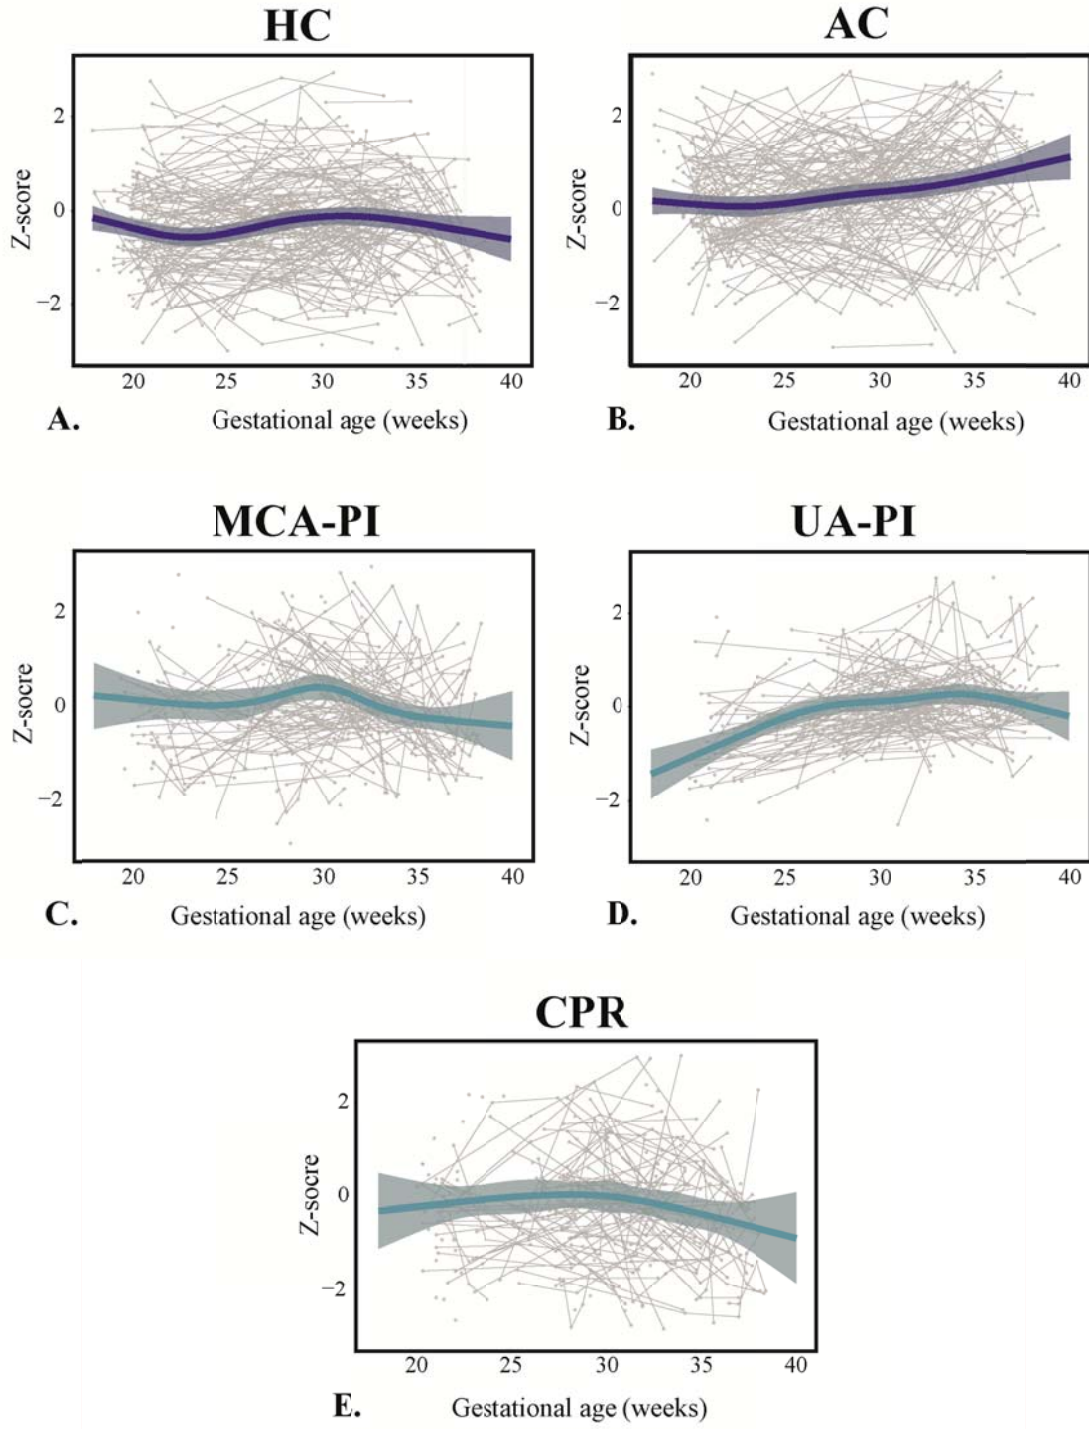 HC
AC
2
0
−2
Z-score
20 25 30 35 40
A. Gestational age (weeks)
2
0
−2
Z-score
20 25 30 35 40
B. Gestational age (weeks)
MCA-PI
UA-PI
2
0
−2
Z-socre
20 25 30 35 40
C. Gestational age (weeks)
2
0
−2
Z-score
20 25 30 35 40
D. Gestational age (weeks)
CPR
2
0
−2
Z-socre
20 25 30 35 40
E. Gestational age (weeks)